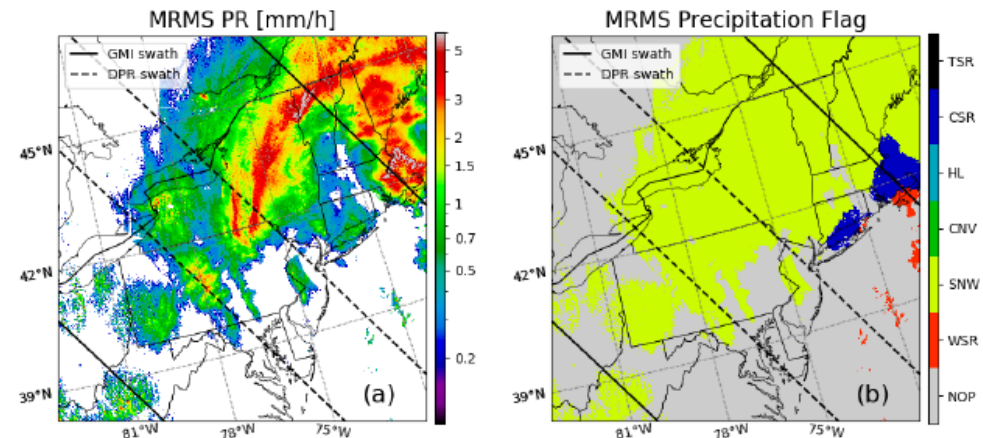 MRMS PR [mm/h]
GMI swath
DPR swath
45°N
42°N
39°N
81°W
78°W
75°W
(a)
5
3
2
1.5
1
0.7
0.5
0.2
MRMS Precipitation Flag
GMI swath
DPR swath
45°N
42°N
39°N
81°W
78°W
75°W
(b)
TSR
CSR
HL
CNV
SNW
WSR
NOP